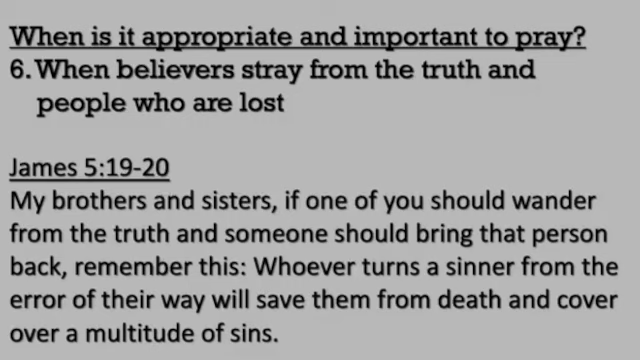 When is it appropriate and important to pray?
6. When believers stray from the truth and
people who are lost
James 5:19-20
My brothers and sisters, if one of you should wander
from the truth and someone should bring that person
back, remember this: Whoever turns a sinner from the
error of their way will save them from death and cover
over a multitude of sins.